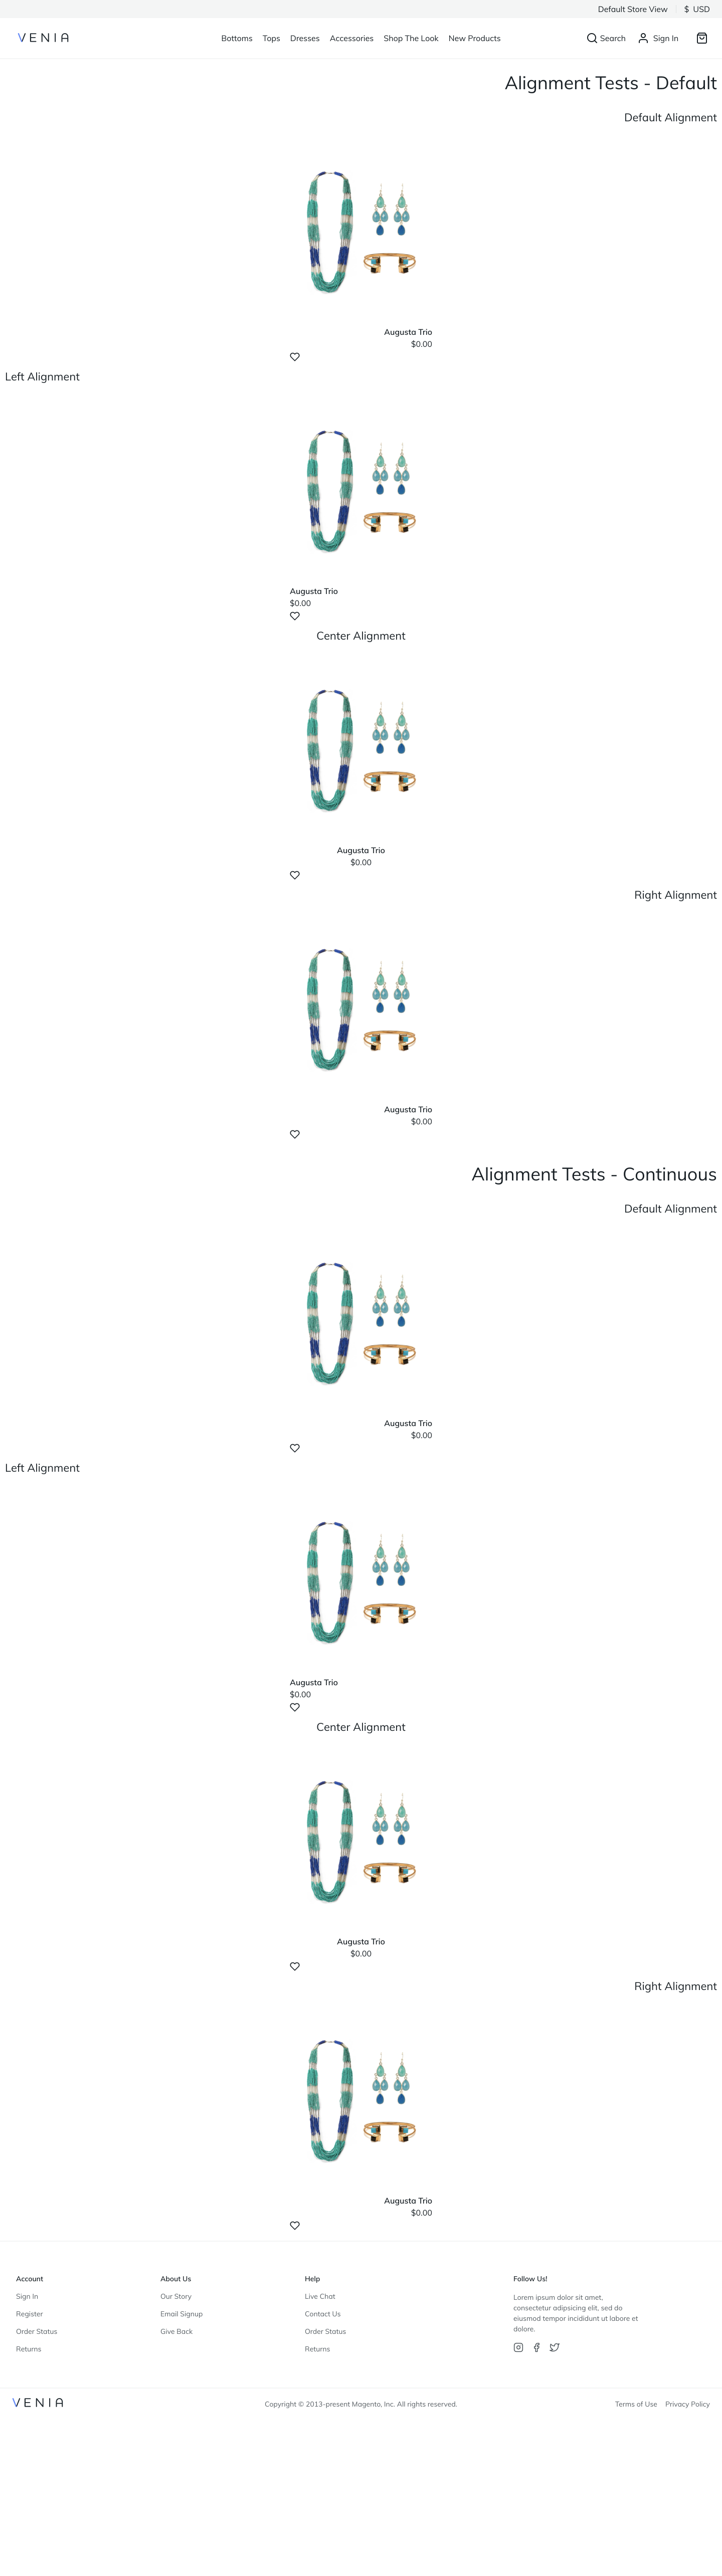 Default Store View
$ USD
VENIA
Bottoms
Tops
Dresses
Accessories
Shop The Look
New Products
Search
Sign In
Alignment Tests - Default
Default Alignment
Augusta Trio
$0.00
Left Alignment
Augusta Trio
$0.00
Center Alignment
Augusta Trio
$0.00
Right Alignment
Augusta Trio
$0.00
Alignment Tests - Continuous
Default Alignment
Augusta Trio
$0.00
Left Alignment
Augusta Trio
$0.00
Center Alignment
Augusta Trio
$0.00
Right Alignment
Augusta Trio
$0.00
Account
Sign In
Register
Order Status
Returns
About Us
Our Story
Email Signup
Give Back
Help
Live Chat
Contact Us
Order Status
Returns
Follow Us!
Lorem ipsum dolor sit amet,
consectetur adipsicing elit, sed do
eiusmod tempor incididunt ut labore et
dolore.
VENIA
Copyright © 2013-present Magento, Inc. All rights reserved.
Terms of Use
Privacy Policy